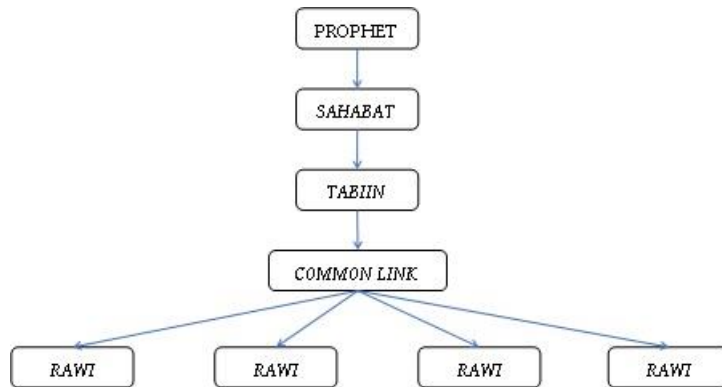 PROPHET
SAHABAT
TABIIN
COMMON LINK
RAWI
RAWI
RAWI
RAWI